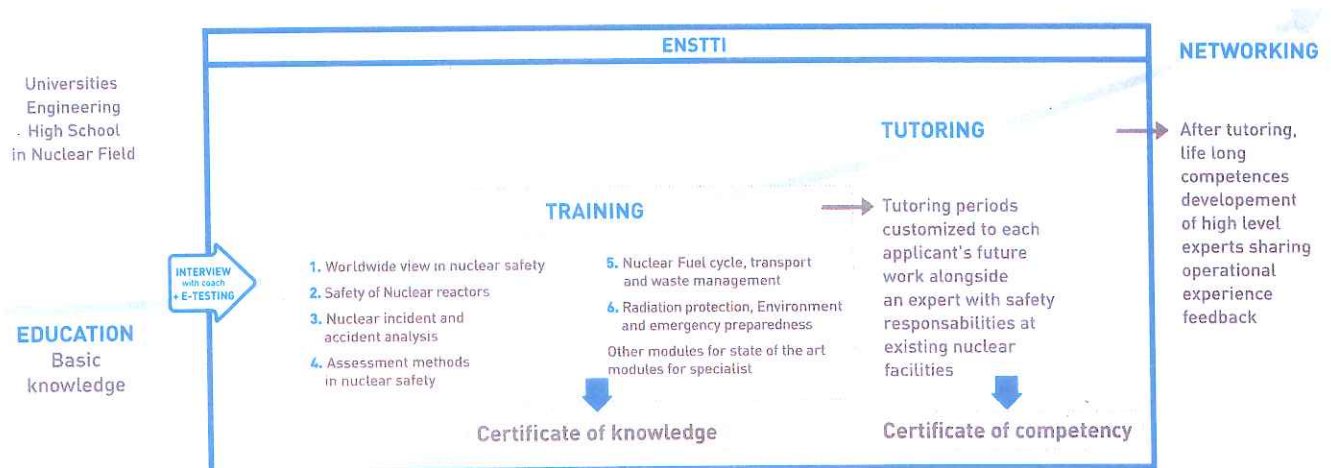 ENSTTI
NETWORKING
Universities
Engineering
High School
in Nuclear Field
TUTORING
After tutoring,
life long
competences
developement
of high level
experts sharing
operational
experience
feedback
TRAINING
Tutoring periods
customized to each
applicant's future
work alongside
an expert with safety
responsabilities at
existing nuclear
facilities
INTERVIEW
with coach
+ E-TESTING
1. Worldwide view in nuclear safety
2. Safety of Nuclear reactors
3. Nuclear incident and
accident analysis
4. Assessment methods
in nuclear safety
5. Nuclear Fuel cycle, transport
and waste management
6. Radiation protection, Environment
and emergency preparedness
Other modules for state of the art
modules for specialist
EDUCATION
Basic
knowledge
Certificate of knowledge
Certificate of competency